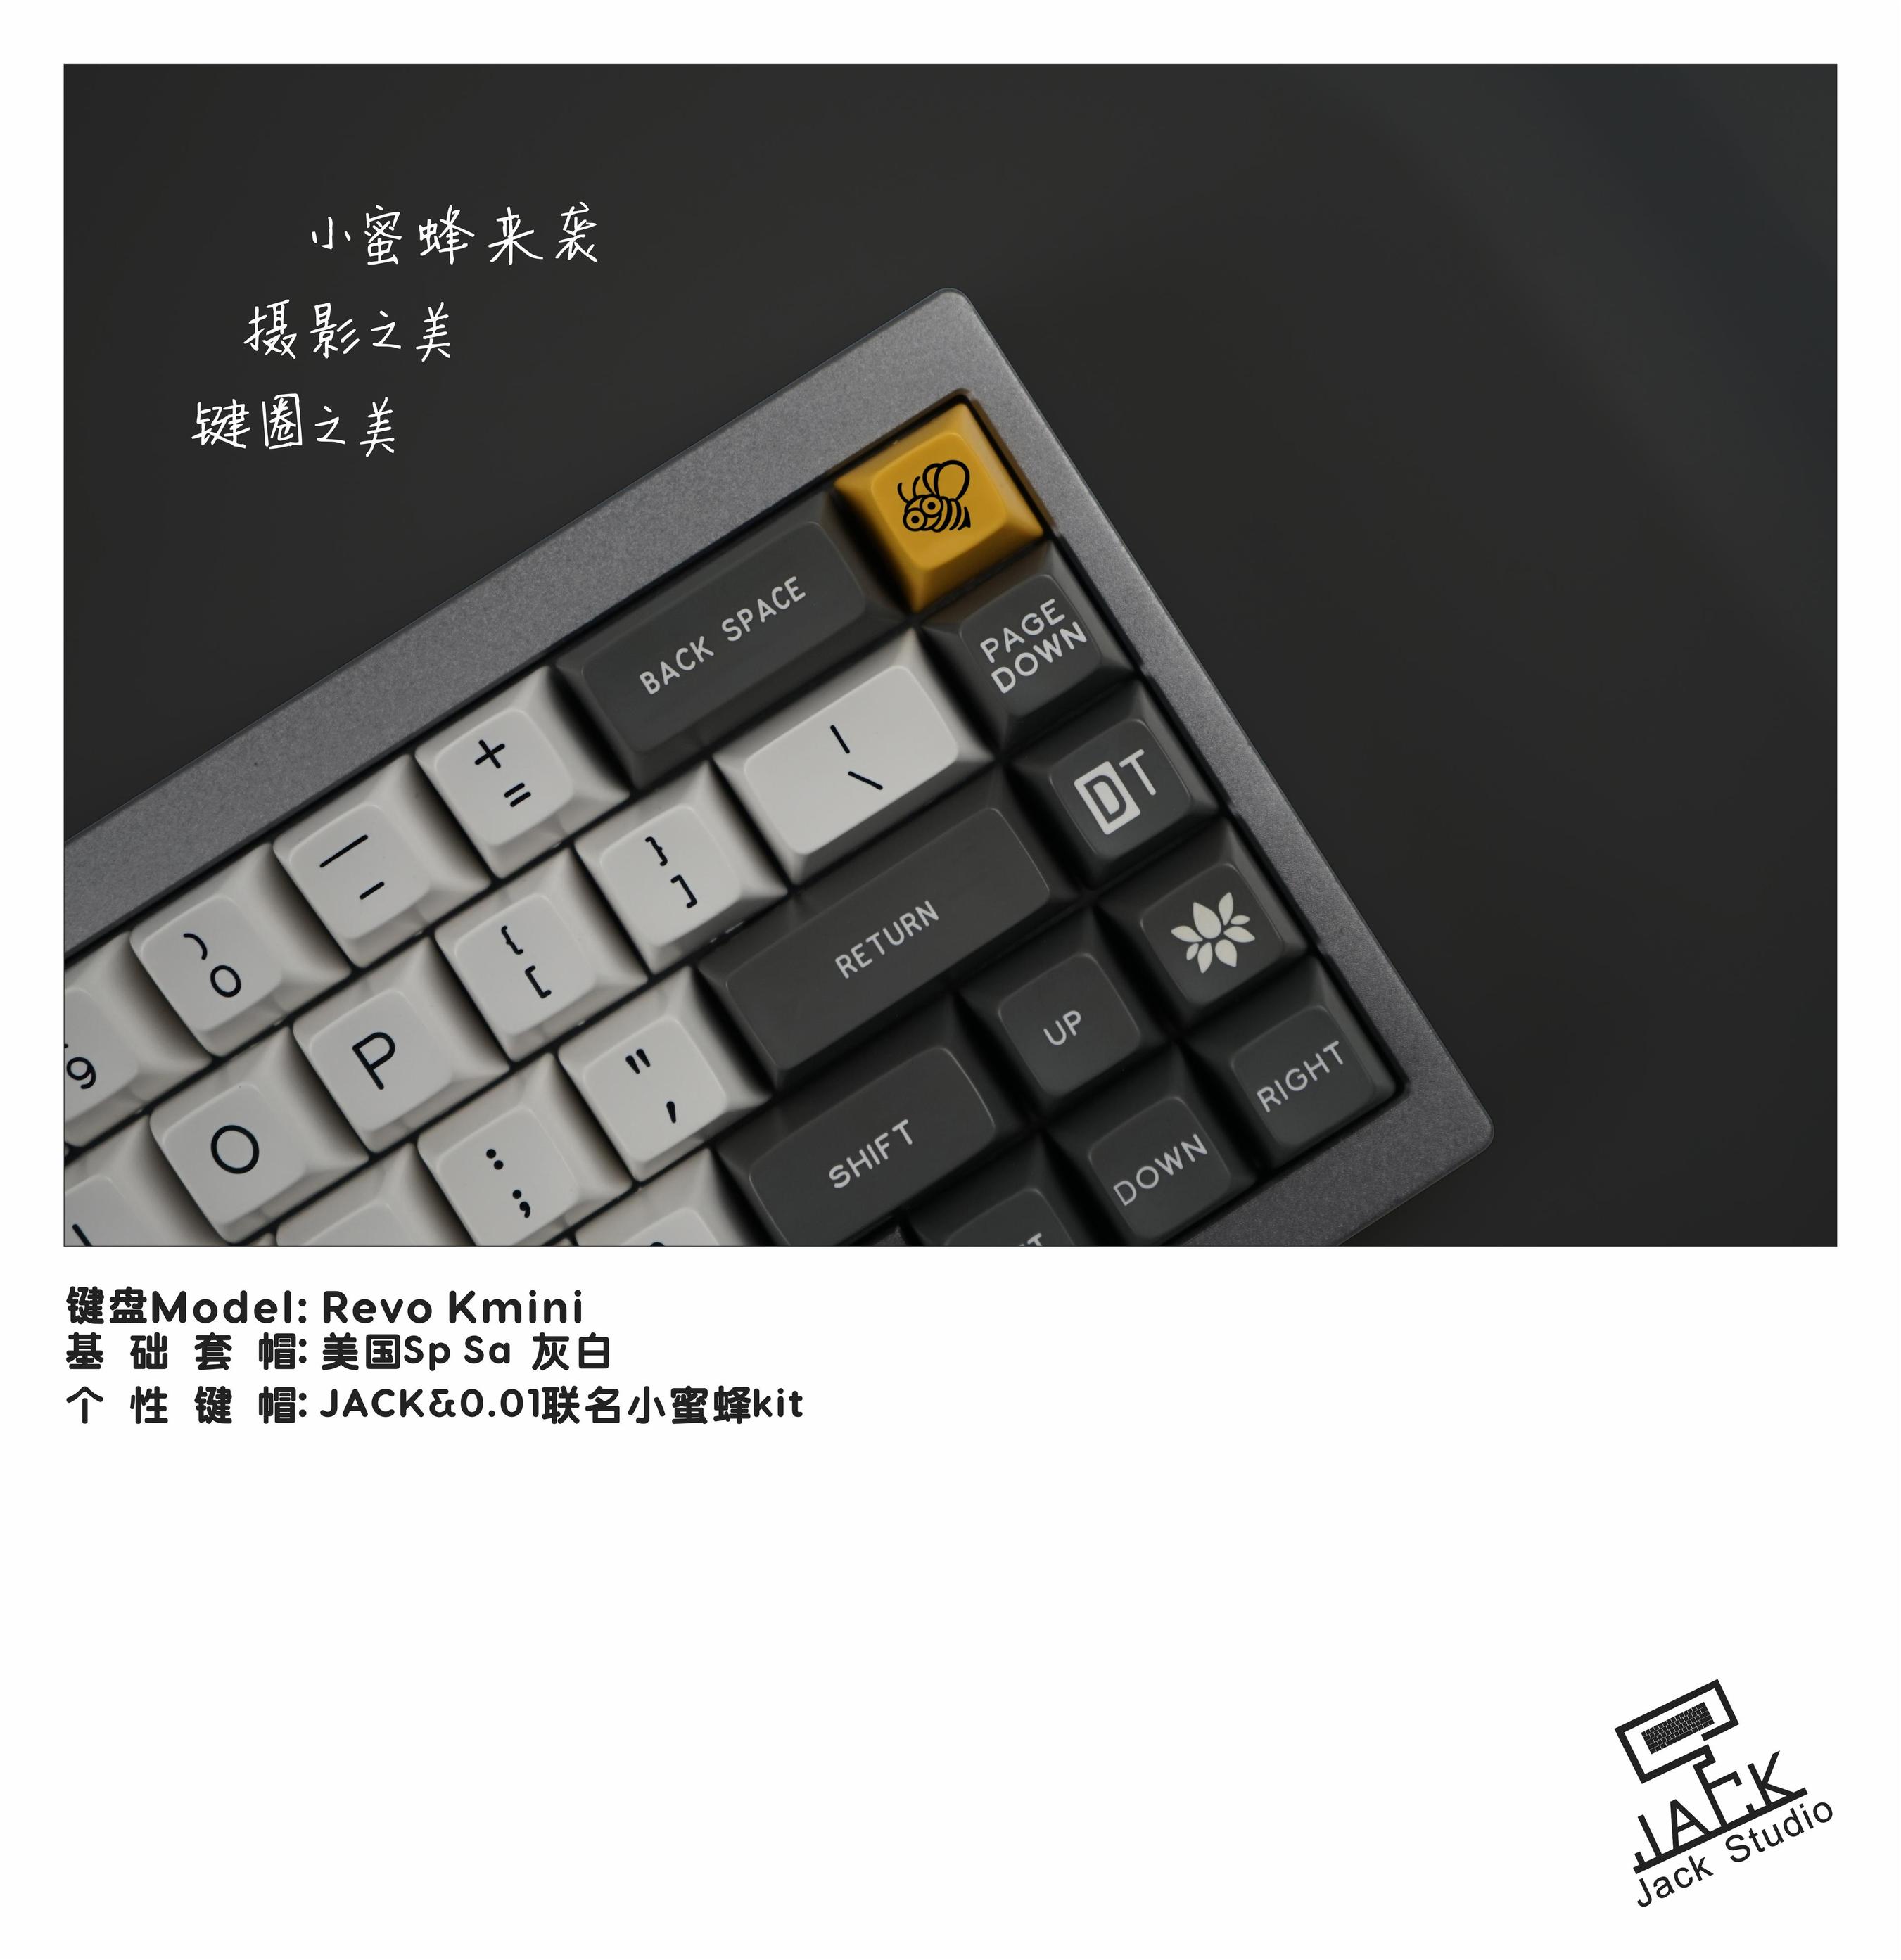 小蜜蜂来袭
摄影之美
键圈之美
BACK SPACE
PAGE
DOWN
+
=
|
\
DT
_
-
}
]
)
0
{
[
RETURN
9
P
"
,
UP
RIGHT
O
:
;
SHIFT
DOWN
键盘Model: Revo Kmini
基础套帽: 美国Sp Sa 灰白
个性键帽: JACK&0.01联名小蜜蜂kit
JACK
Jack Studio